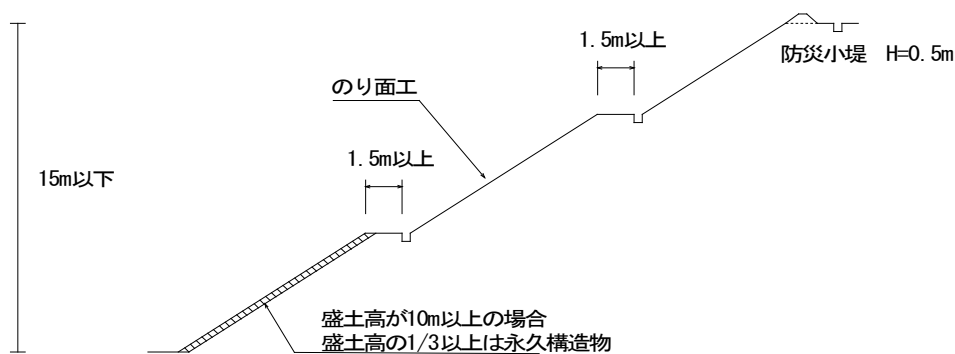 1.5m以上
防災小堤 H=0.5m
のり面工
1.5m以上
15m以下
盛土高が10m以上の場合
盛土高の1/3以上は永久構造物